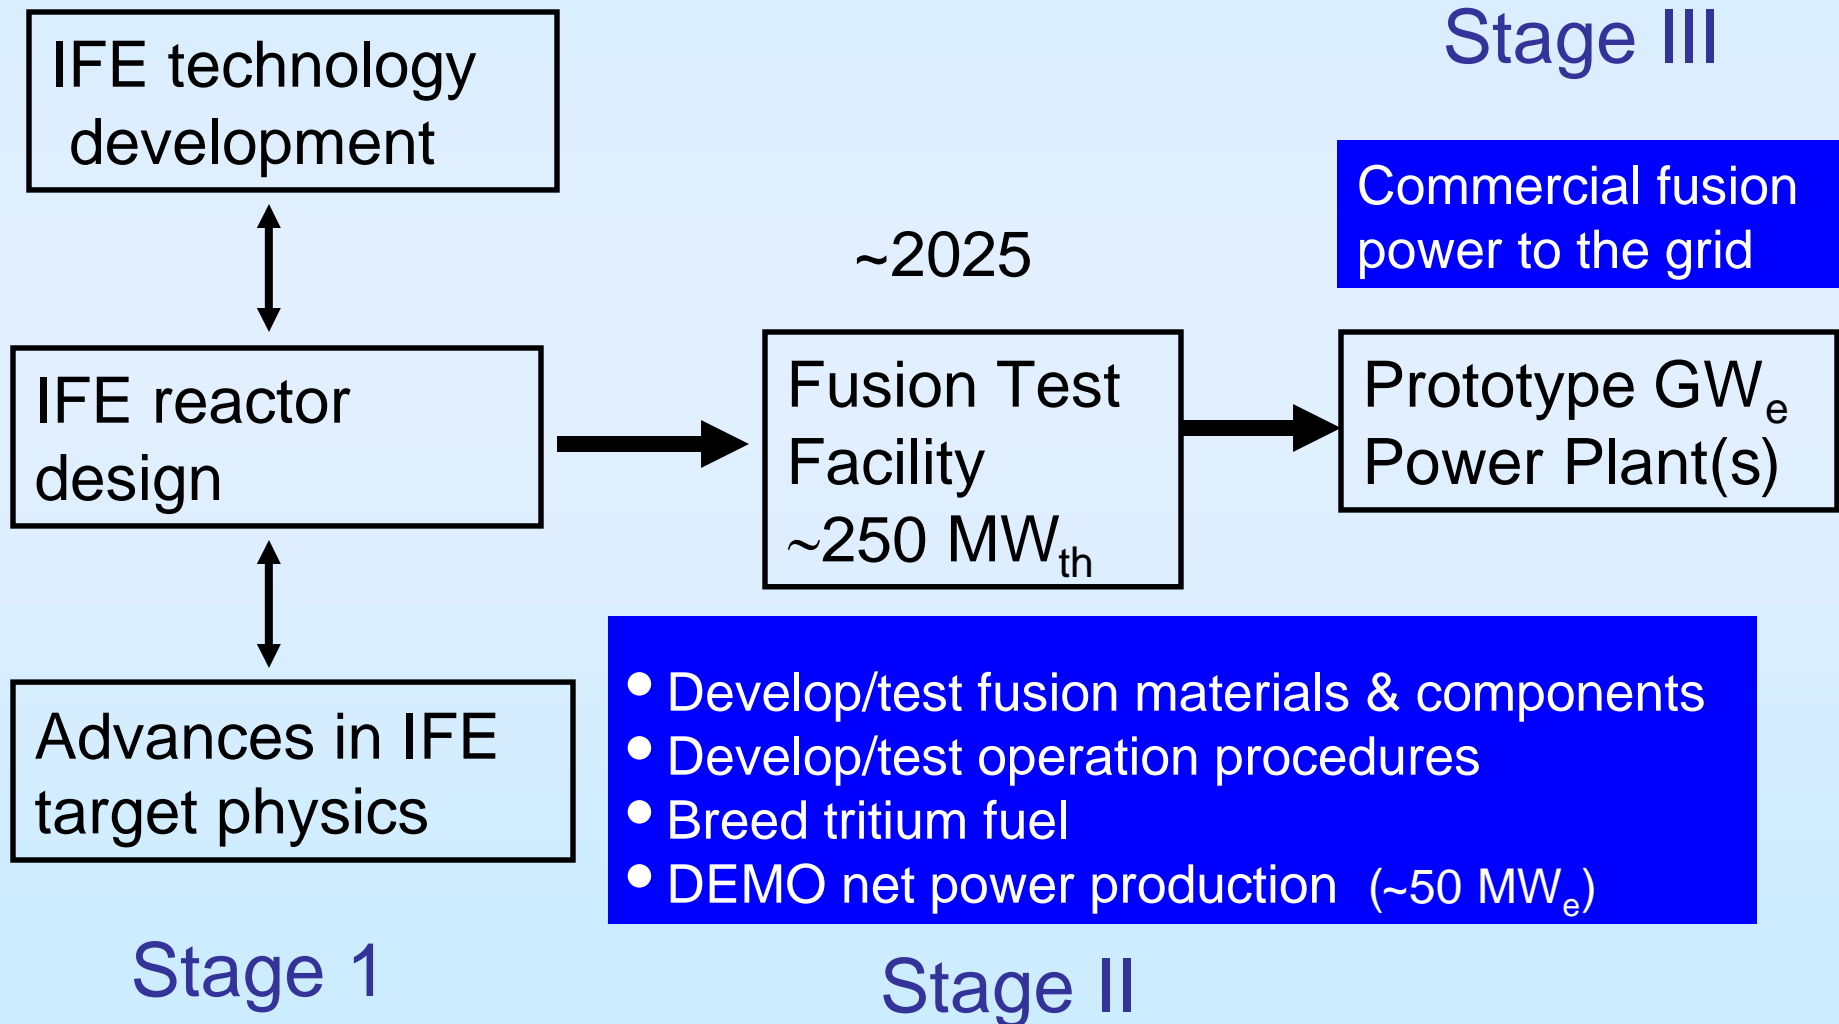 IFE technology
development
IFE reactor
design
Advances in IFE
target physics
Stage 1
~2025
Fusion Test
Facility
~250 MWth
• Develop/test fusion materials & components
• Develop/test operation procedures
• Breed tritium fuel
• DEMO net power production (~50 MWe)
Stage II
Stage III
Commercial fusion
power to the grid
Prototype GWe
Power Plant(s)